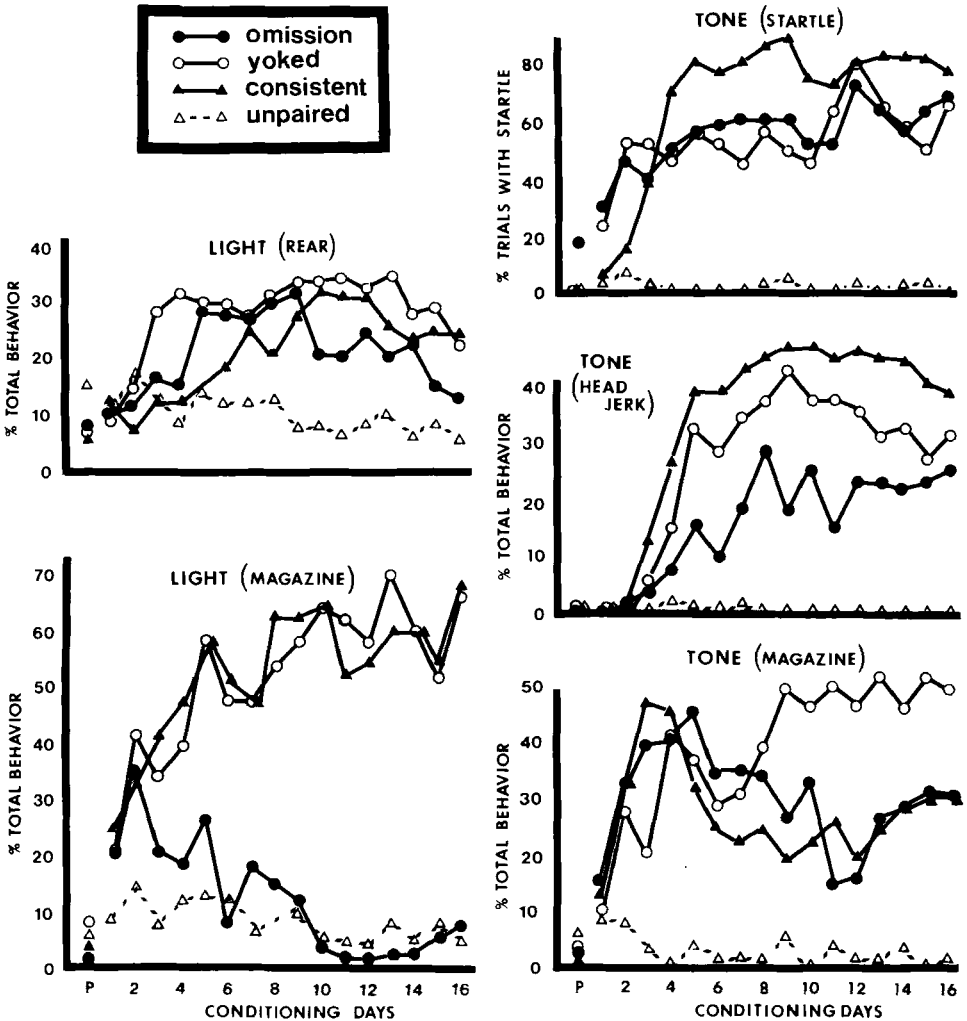 omission
yoked
consistent
unpaired
LIGHT (REAR)
% TOTAL BEHAVIOR
40
30
20
10
0
LIGHT (MAGAZINE)
% TOTAL BEHAVIOR
70
60
50
40
30
20
10
0
P 2 4 6 8 10 12 14 16
CONDITIONING DAYS
TONE (STARTLE)
% TRIALS WITH STARTLE
80
60
40
20
0
TONE
(HEAD
JERK)
% TOTAL BEHAVIOR
40
30
20
10
0
TONE (MAGAZINE)
% TOTAL BEHAVIOR
50
40
30
20
10
0
P 2 4 6 8 10 12 14 16
CONDITIONING DAYS